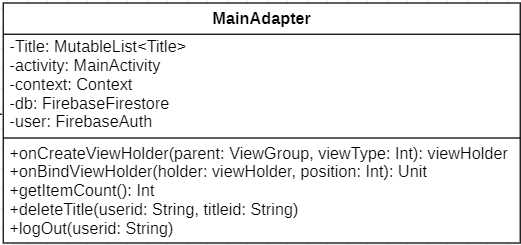 MainAdapter
-Title: MutableList<Title>
-activity: MainActivity
-context: Context
-db: FirebaseFirestore
-user: FirebaseAuth
+onCreateViewHolder(parent: ViewGroup, viewType: Int): viewHolder
+onBindViewHolder(holder: viewHolder, position: Int): Unit
+getItemCount(): Int
+deleteTitle(userid: String, titleid: String)
+logOut(userid: String)